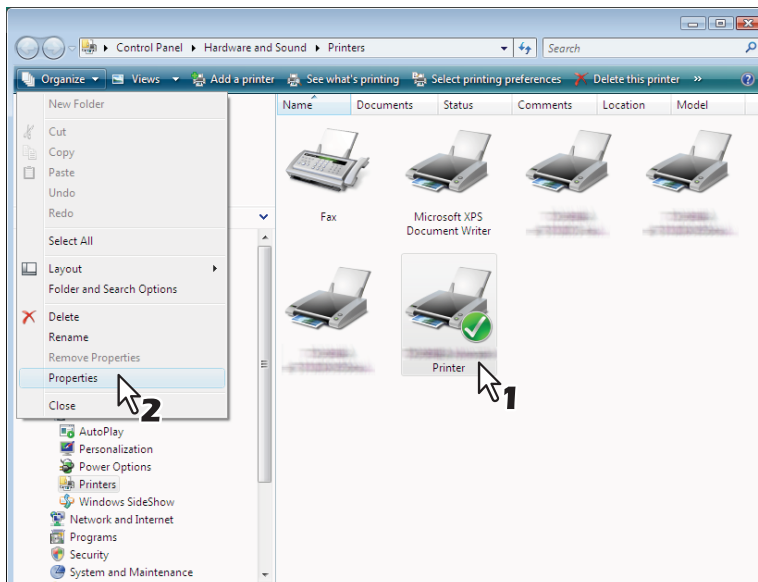 Control Panel Hardware and Sound Printers
Search
Organize Views Add a printer See what's printing Select printing preferences Delete this printer » ?
New Folder
Cut
Copy
Paste
Undo
Redo
Select All
Layout
Folder and Search Options
Delete
Rename
Remove Properties
Properties
Close
2
AutoPlay
Personalization
Power Options
Printers
Windows SideShow
Network and Internet
Programs
Security
System and Maintenance
Name Documents Status Comments Location Model
Fax
Microsoft XPS
Document Writer
Printer
1